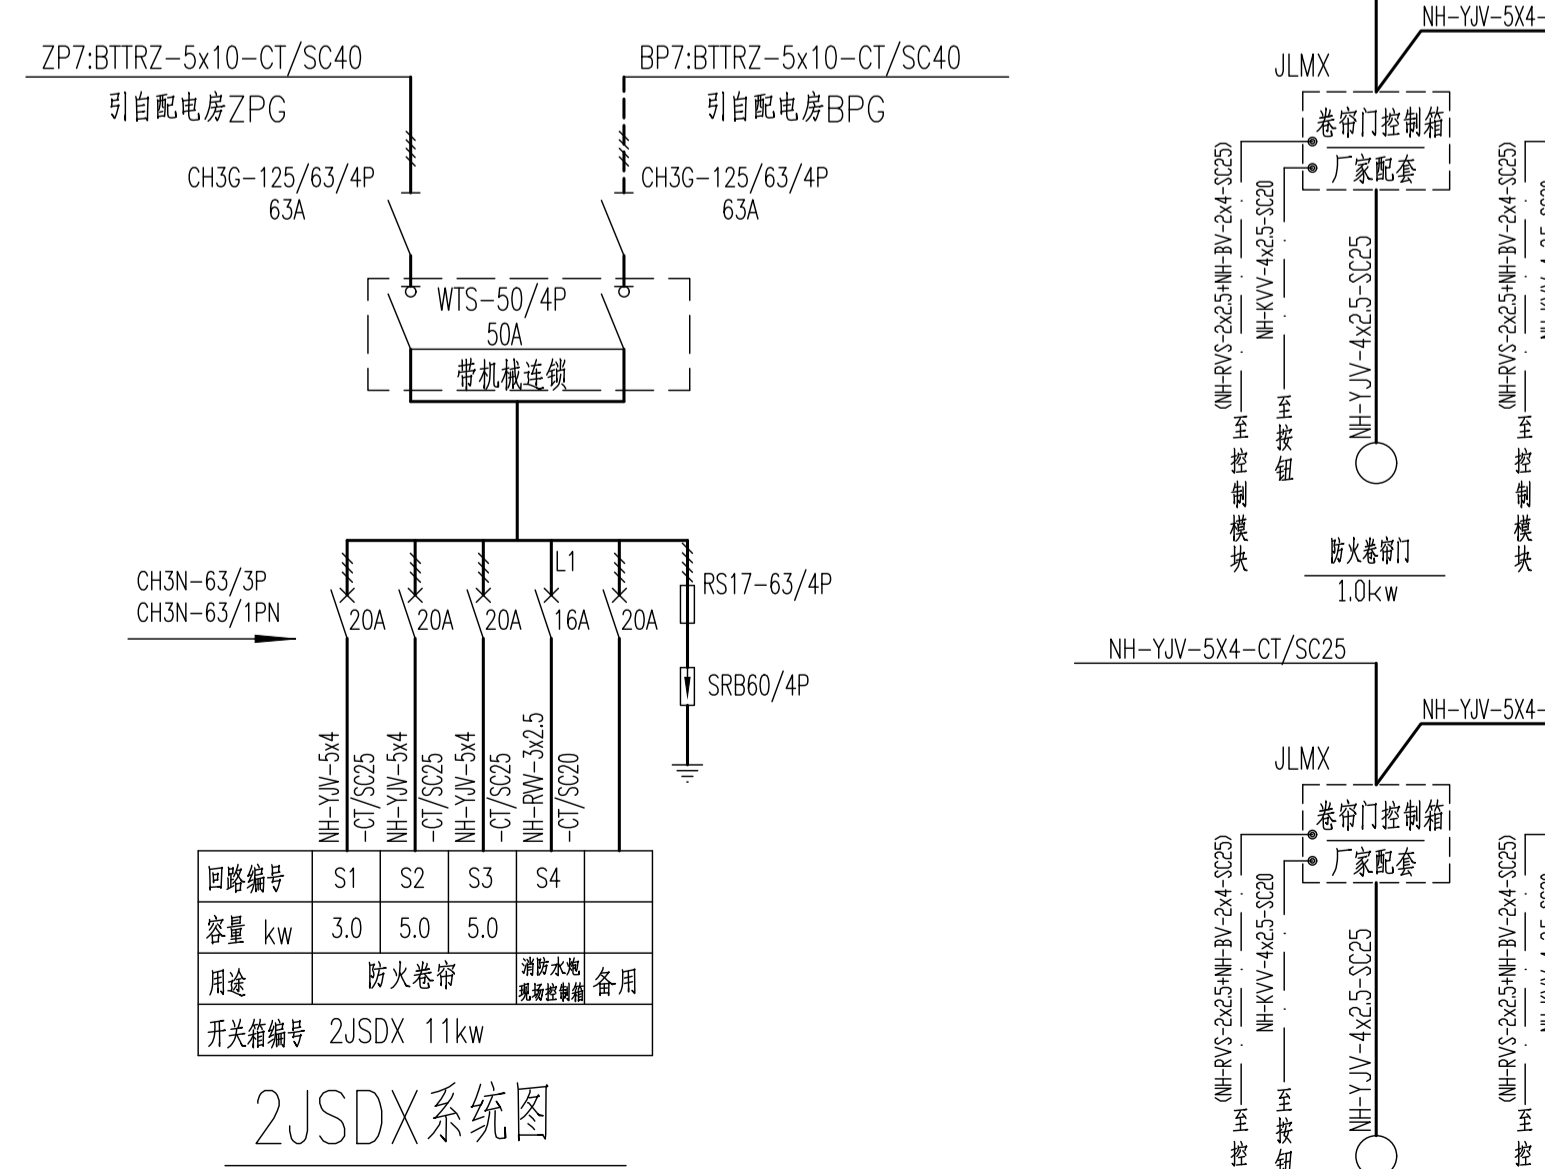 ZP7:BTTRZ-5x10-CT/SC40
引自配电房ZPG
BP7:BTTRZ-5x10-CT/SC40
引自配电房BPG
CH3G-125/63/4P
63A
CH3G-125/63/4P
63A
WTS-50/4P
50A
带机械连锁
CH3N-63/3P
CH3N-63/1PN
L1
20A
20A
20A
16A
20A
RS17-63/4P
SRB60/4P
NH-YJV-5x4
-CT/SC25
NH-YJV-5x4
-CT/SC25
NH-YJV-5x4
-CT/SC25
NH-RVV-3x2.5
-CT/SC20
回路编号 S1 S2 S3 S4
容量 kw 3.0 5.0 5.0
用途 防火卷帘 消防水炮 备用
现场控制箱
开关箱编号 2JSDX 11kw
2JSDX系统图
NH-YJV-5X4-
JLMX
卷帘门控制箱
厂家配套
(NH-RVS-2x2.5+NH-BV-2x4-SC25)
至控制模块
NH-KVV-4x2.5-SC20
至按钮
NH-YJV-4x2.5-SC25
(NH-RVS-2x2.5+NH-BV-2x4-SC25)
至控制模块
防火卷帘门
1.0kw
NH-YJV-5X4-CT/SC25
NH-YJV-5X4-
JLMX
卷帘门控制箱
厂家配套
(NH-RVS-2x2.5+NH-BV-2x4-SC25)
至控
NH-KVV-4x2.5-SC20
至按钮
NH-YJV-4x2.5-SC25
(NH-RVS-2x2.5+NH-BV-2x4-SC25)
至控